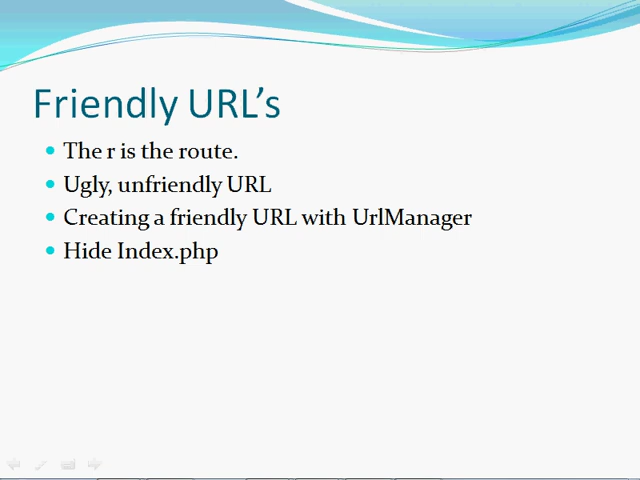 Friendly URL’s
The r is the route.
Ugly, unfriendly URL
Creating a friendly URL with UrlManager
Hide Index.php